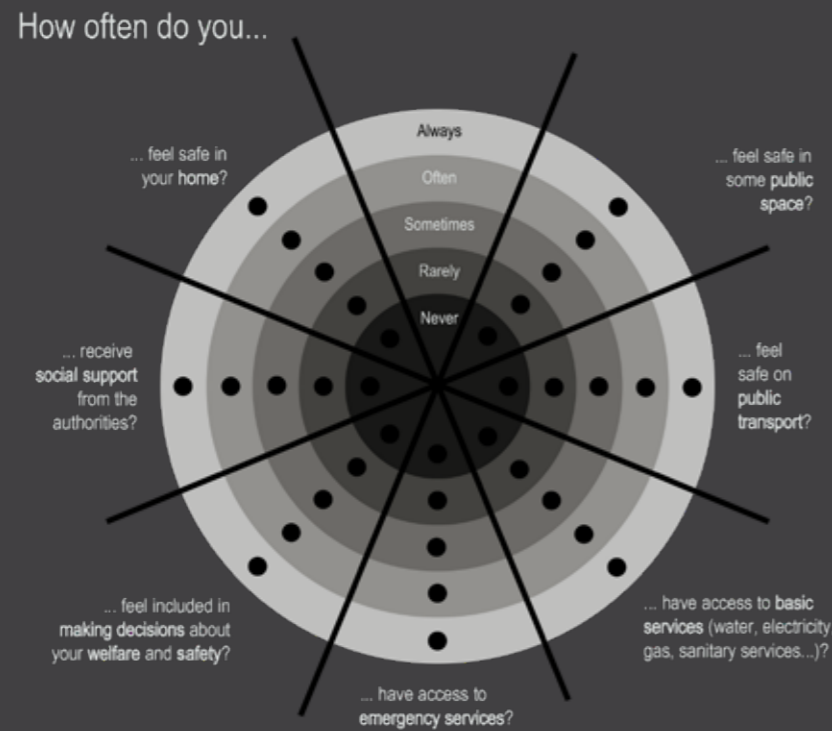 How often do you...
Always
Often
Sometimes
Rarely
Never
... feel safe in
your home?
... feel safe in
some public
space?
... receive
social support
from the
authorities?
... feel
safe on
public
transport?
... feel included in
making decisions about
your welfare and safety?
... have access to basic
services (water, electricity
gas, sanitary services...)?
... have access to
emergency services?